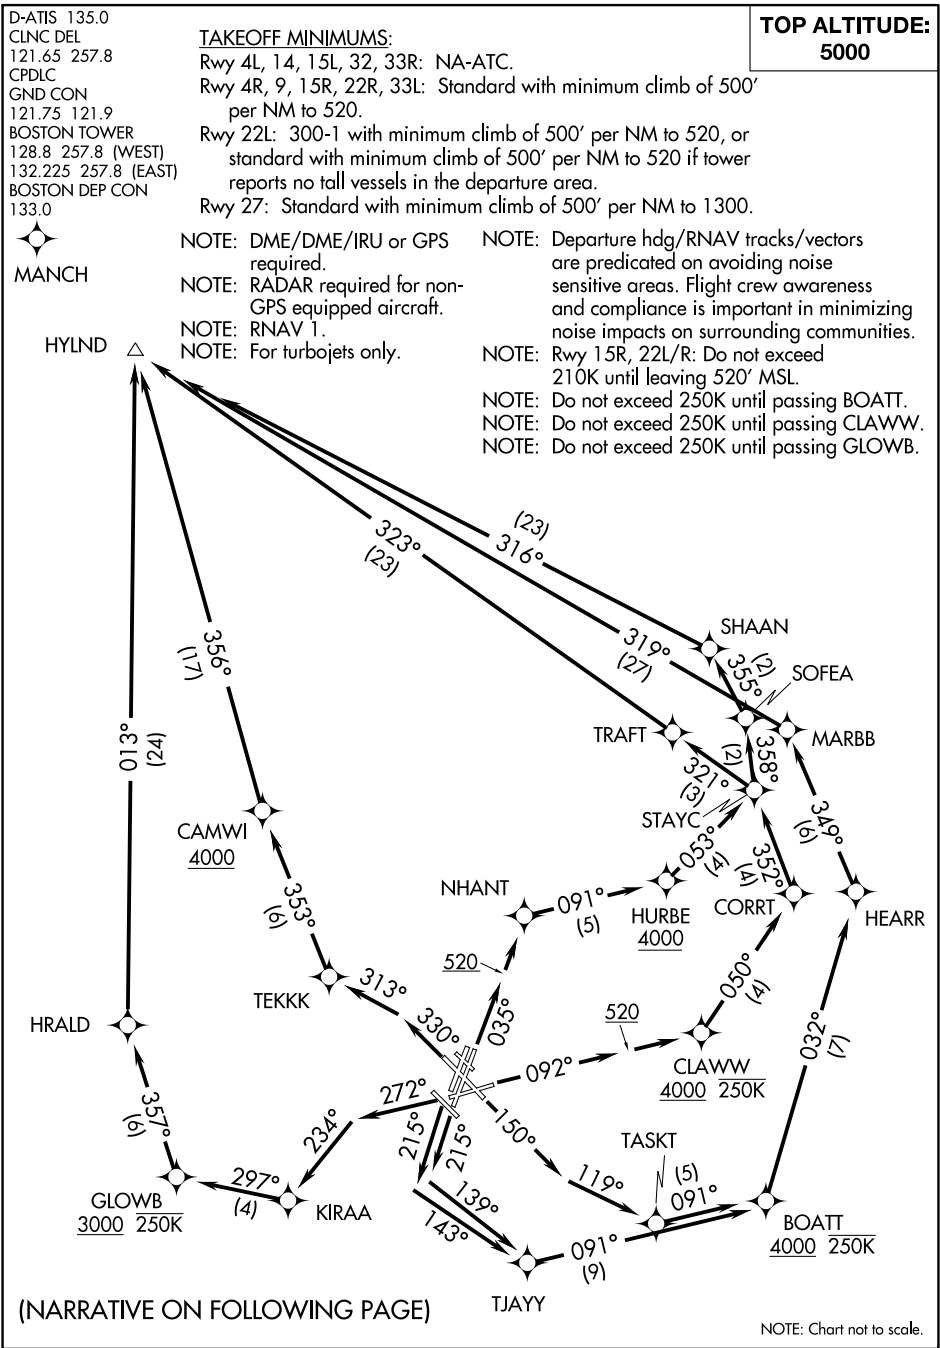 D-ATIS 135.0
CLNC DEL
121.65 257.8
CPDLC
GND CON
121.75 121.9
BOSTON TOWER
128.8 257.8 (WEST)
132.225 257.8 (EAST)
BOSTON DEP CON
133.0
TAKEOFF MINIMUMS:
Rwy 4L, 14, 15L, 32, 33R: NA-ATC.
Rwy 4R, 9, 15R, 22R, 33L: Standard with minimum climb of 500′
per NM to 520.
Rwy 22L: 300-1 with minimum climb of 500′ per NM to 520, or
standard with minimum climb of 500′ per NM to 520 if tower
reports no tall vessels in the departure area.
Rwy 27: Standard with minimum climb of 500′ per NM to 1300.
TOP ALTITUDE:
5000
MANCH
NOTE: DME/DME/IRU or GPS
required.
NOTE: RADAR required for non-
GPS equipped aircraft.
NOTE: RNAV 1.
NOTE: For turbojets only.
NOTE: Departure hdg/RNAV tracks/vectors
are predicated on avoiding noise
sensitive areas. Flight crew awareness
and compliance is important in minimizing
noise impacts on surrounding communities.
NOTE: Rwy 15R, 22L/R: Do not exceed
210K until leaving 520′ MSL.
NOTE: Do not exceed 250K until passing BOATT.
NOTE: Do not exceed 250K until passing CLAWW.
NOTE: Do not exceed 250K until passing GLOWB.
HYLND
(23)
316°
323°
(23)
319°
(27)
356°
(17)
013°
(24)
SHAAN
355°
(2)
SOFEA
TRAFT
MARBB
358°
(2)
321°
(3)
STAYC
349°
(6)
CAMWI
4000
053°
(4)
352°
(4)
353°
(6)
NHANT
091°
(5)
HURBE
4000
CORRT
HEARR
520
TEKKK
313°
330°
035°
050°
(4)
520
HRALD
092°
CLAWW
4000 250K
032°
(7)
272°
357°
(6)
234°
215°
215°
150°
TASKT
119°
(5)
091°
GLOWB
3000 250K
297°
(4)
KIRAA
139°
143°
BOATT
4000 250K
091°
(9)
TJAYY
(NARRATIVE ON FOLLOWING PAGE)
NOTE: Chart not to scale.